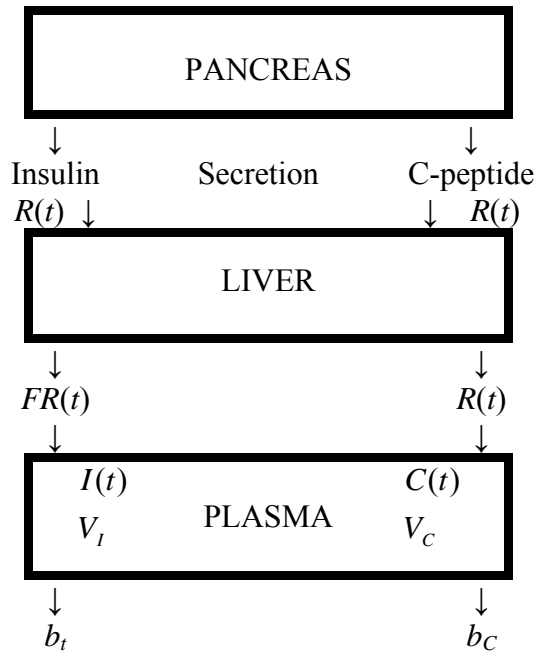 PANCREAS
↓ ↓
Insulin Secretion C-peptide
R(t) ↓ ↓ R(t)
LIVER
↓ ↓
FR(t) R(t)
↓ ↓
I(t) C(t)
V_I PLASMA V_C
↓ ↓
b_t b_C